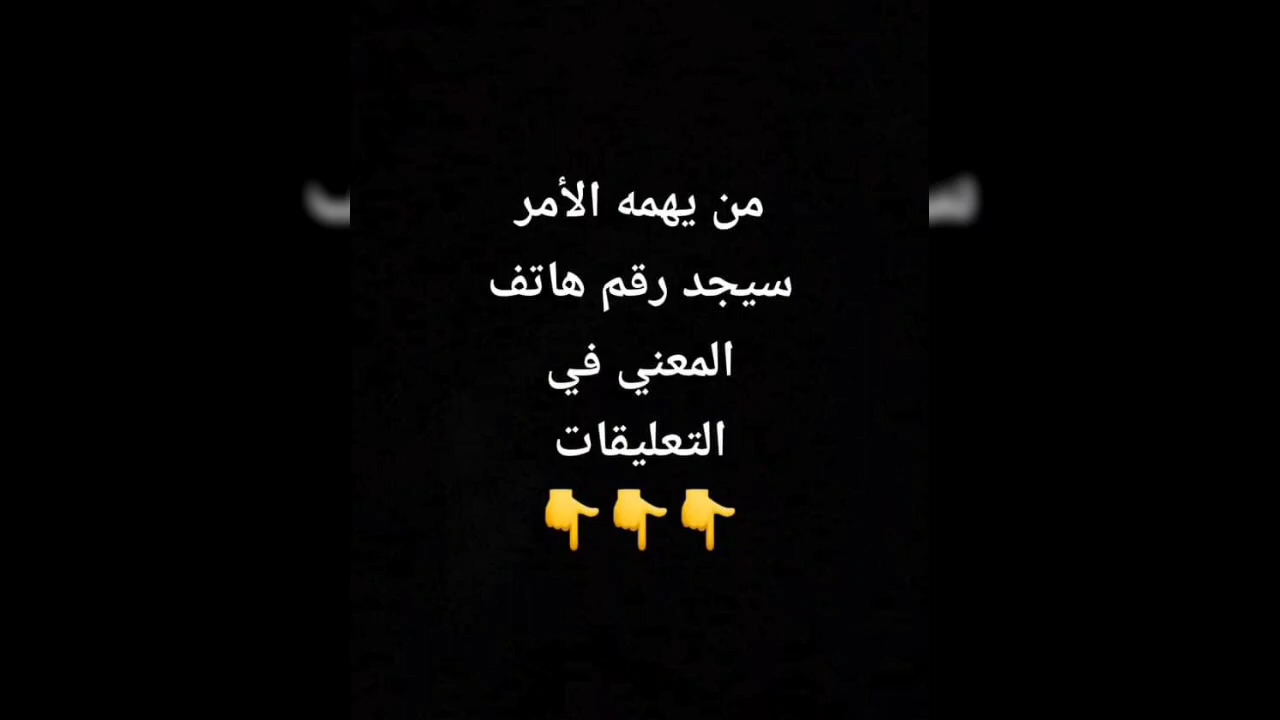 من يهمه الأمر
سيجد رقم هاتف
المعني في
التعليقات
👇👇👇